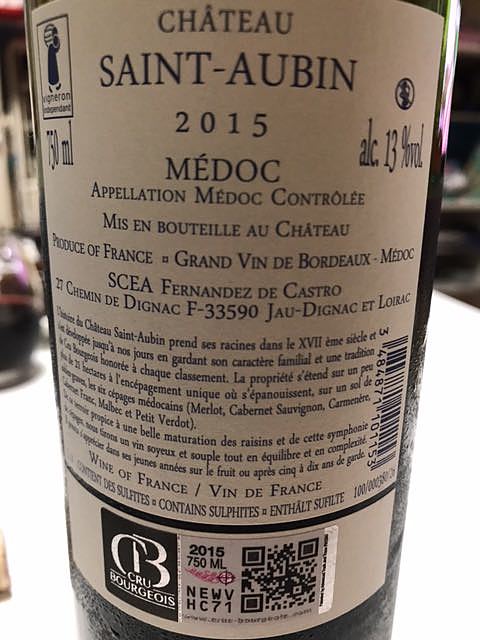 CHÂTEAU
SAINT-AUBIN
vigneron
indépendant
2015
750 ml
alc. 13 %vol.
MÉDOC
APPELLATION MÉDOC CONTRÔLÉE
MIS EN BOUTEILLE AU CHÂTEAU
PRODUCE OF FRANCE ¤ GRAND VIN DE BORDEAUX - MÉDOC
SCEA FERNANDEZ DE CASTRO
27 CHEMIN DE DIGNAC F-33590 JAU-DIGNAC ET LOIRAC
L'histoire du Château Saint-Aubin prend ses racines dans le XVII ème siècle et
s'est développée jusqu'à nos jours en gardant son caractère familial et une tradition
de Cru Bourgeois honorée à chaque classement. La propriété s'étend sur un peu
plus de 25 hectares à l'encépagement unique où s'épanouissent, sur un sol de
graves, les six cépages médocains (Merlot, Cabernet Sauvignon, Carmenère,
Cabernet Franc, Malbec et Petit Verdot).
Ce dernier propice à une belle maturation des raisins et de cette symphonie
de cépages, nous tirons un vin soyeux et souple tout en équilibre et en complexité.
apprécier dans ses jeunes années sur le fruit ou après cinq à dix ans de garde.
WINE OF FRANCE / VIN DE FRANCE
CONTIENT DES SULFITES ¤ CONTAINS SULPHITES ¤ ENTHÄLT SULFITE
CB
CRU
BOURGEOIS
2015
750 ML
NEWV
HC71